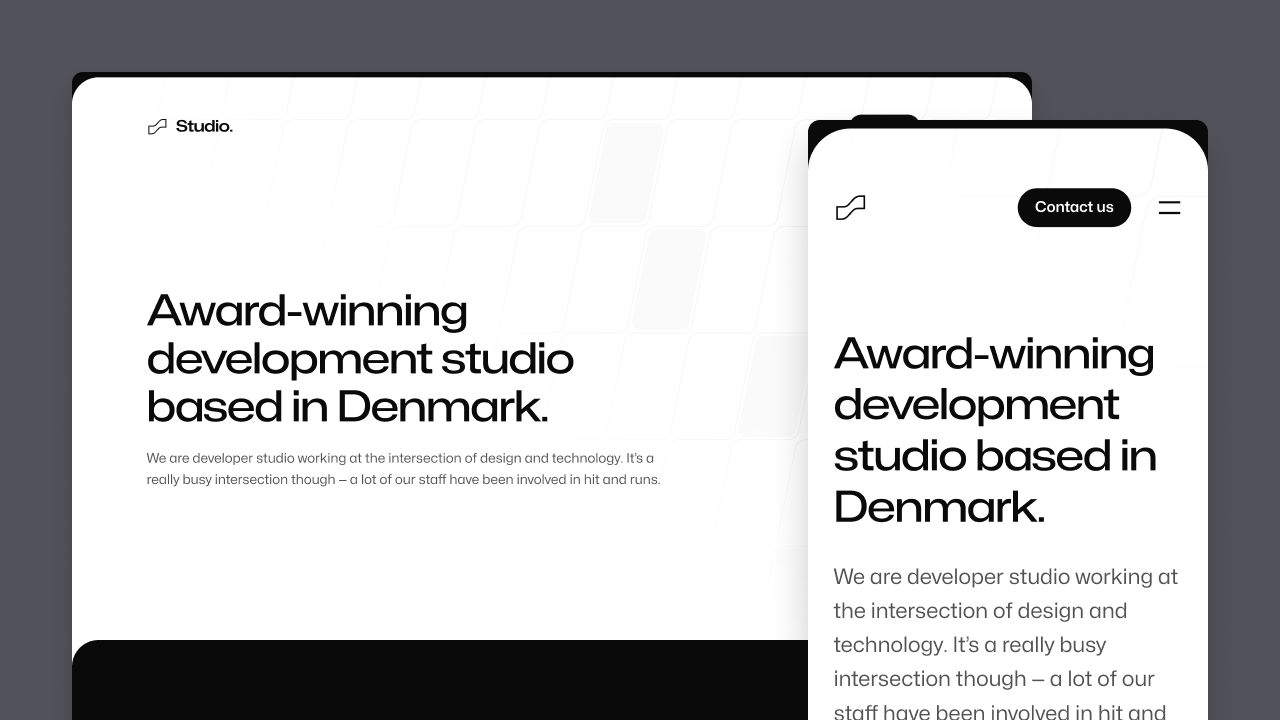 Studio.
Award-winning
development studio
based in Denmark.
We are developer studio working at the intersection of design and technology. It’s a
really busy intersection though — a lot of our staff have been involved in hit and runs.
Contact us
Award-winning
development
studio based in
Denmark.
We are developer studio working at
the intersection of design and
technology. It’s a really busy
intersection though — a lot of our
staff have been involved in hit and